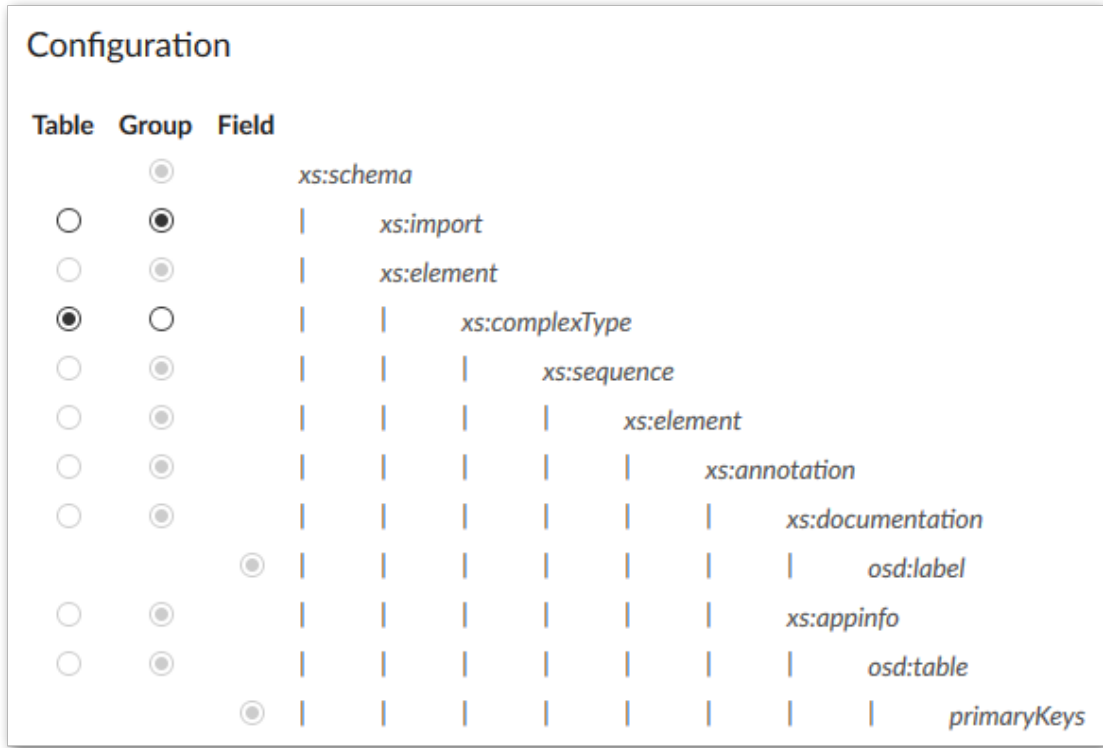 Configuration
Table Group Field
xs:schema
xs:import
xs:element
xs:complexType
xs:sequence
xs:element
xs:annotation
xs:documentation
osd:label
xs:appinfo
osd:table
primaryKeys